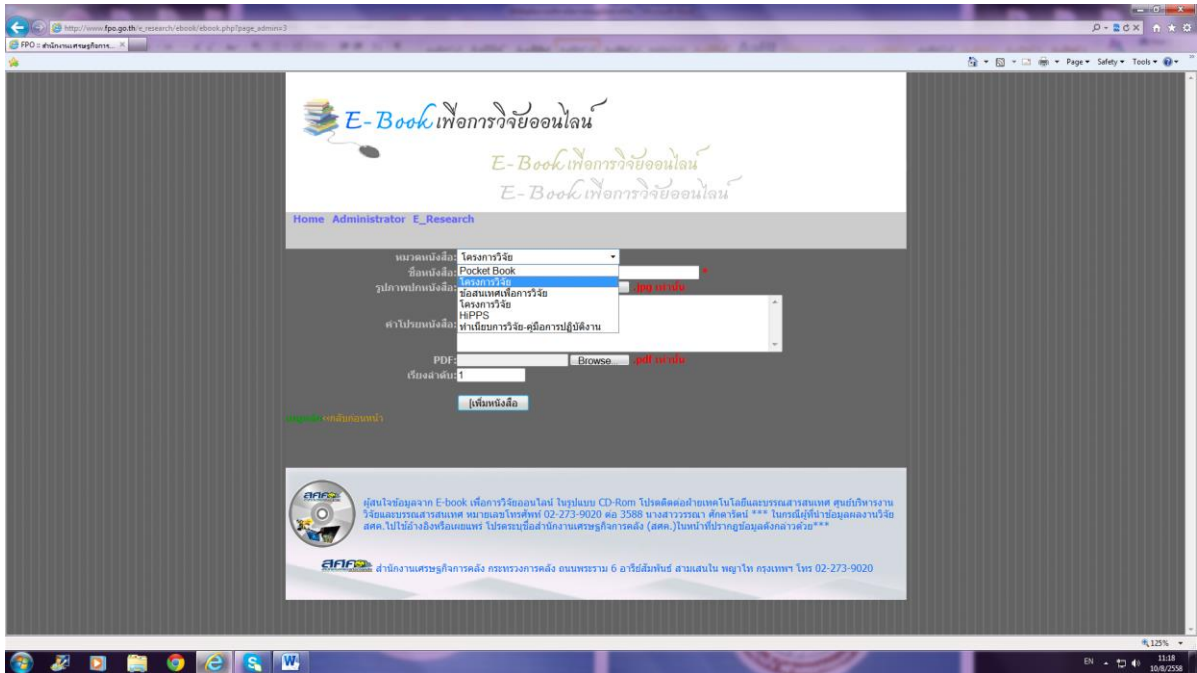 http://www.fpo.go.th/e_research/ebook/ebook.php?page_admin=3
FPO :: สำนักงานเศรษฐกิจการ...
Page Safety Tools
E-Book เพื่อการวิจัยออนไลน์
E-Book เพื่อการวิจัยออนไลน์
E-Book เพื่อการวิจัยออนไลน์
Home Administrator E_Research
หมวดหนังสือ: โครงการวิจัย
ชื่อหนังสือ: *
Pocket Book
โครงการวิจัย
ข้อสนเทศเพื่อการวิจัย
โครงการวิจัย
HiPPS
ทำเนียบการวิจัย-คู่มือการปฏิบัติงาน
รูปภาพปกหนังสือ: .jpg เท่านั้น
คำโปรยหนังสือ:
PDF: Browse... .pdf เท่านั้น
เรียงลำดับ: 1
[เพิ่มหนังสือ
<<กลับก่อนหน้า
สศค
ผู้สนใจข้อมูลจาก E-book เพื่อการวิจัยออนไลน์ ในรูปแบบ CD-Rom โปรดติดต่อฝ่ายเทคโนโลยีและบรรณสารสนเทศ ศูนย์บริหารงาน
วิจัยและบรรณสารสนเทศ หมายเลขโทรศัพท์ 02-273-9020 ต่อ 3588 นางสาววรรณา ศักดารัตน์ *** ในกรณีผู้ที่นำข้อมูลผลงานวิจัย
สศค.ไปใช้อ้างอิงหรือเผยแพร่ โปรดระบุชื่อสำนักงานเศรษฐกิจการคลัง (สศค.)ในหน้าที่ปรากฏข้อมูลดังกล่าวด้วย***
สศค สำนักงานเศรษฐกิจการคลัง กระทรวงการคลัง ถนนพระราม 6 อารีย์สัมพันธ์ สามเสนใน พญาไท กรุงเทพฯ โทร 02-273-9020
125%
EN 11:18
10/8/2558